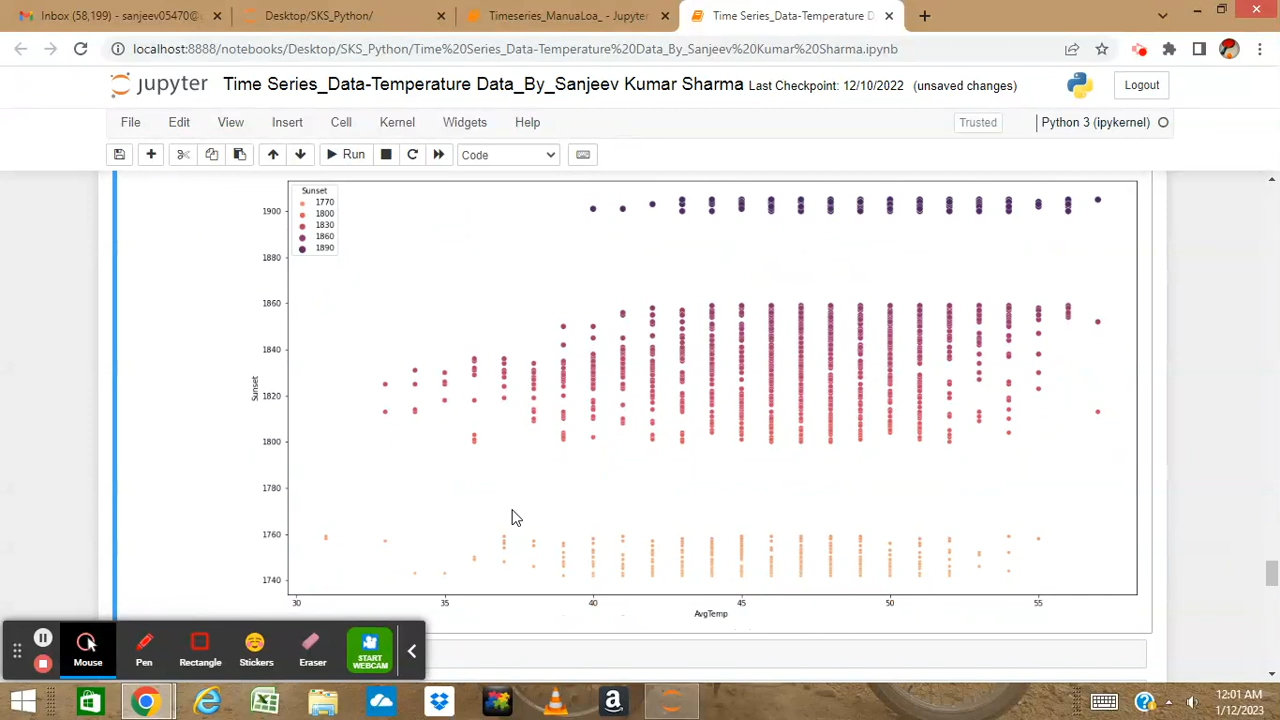 Inbox (58,199) - sanjeev05470@
Desktop/SKS_Python/
Timeseries_ManuaLoa_ - Jupyter
Time Series_Data-Temperature D
localhost:8888/notebooks/Desktop/SKS_Python/Time%20Series_Data-Temperature%20Data_By_Sanjeev%20Kumar%20Sharma.ipynb
jupyter Time Series_Data-Temperature Data_By_Sanjeev Kumar Sharma Last Checkpoint: 12/10/2022 (unsaved changes) Logout
File Edit View Insert Cell Kernel Widgets Help Trusted Python 3 (ipykernel)
Run Code
Sunset
1770
1800
1830
1860
1890
1900
1880
1860
1840
1820
1800
1780
1760
1740
Sunset
30 35 40 45 50 55
AvgTemp
Mouse Pen Rectangle Stickers Eraser START WEBCAM
12:01 AM
1/12/2023